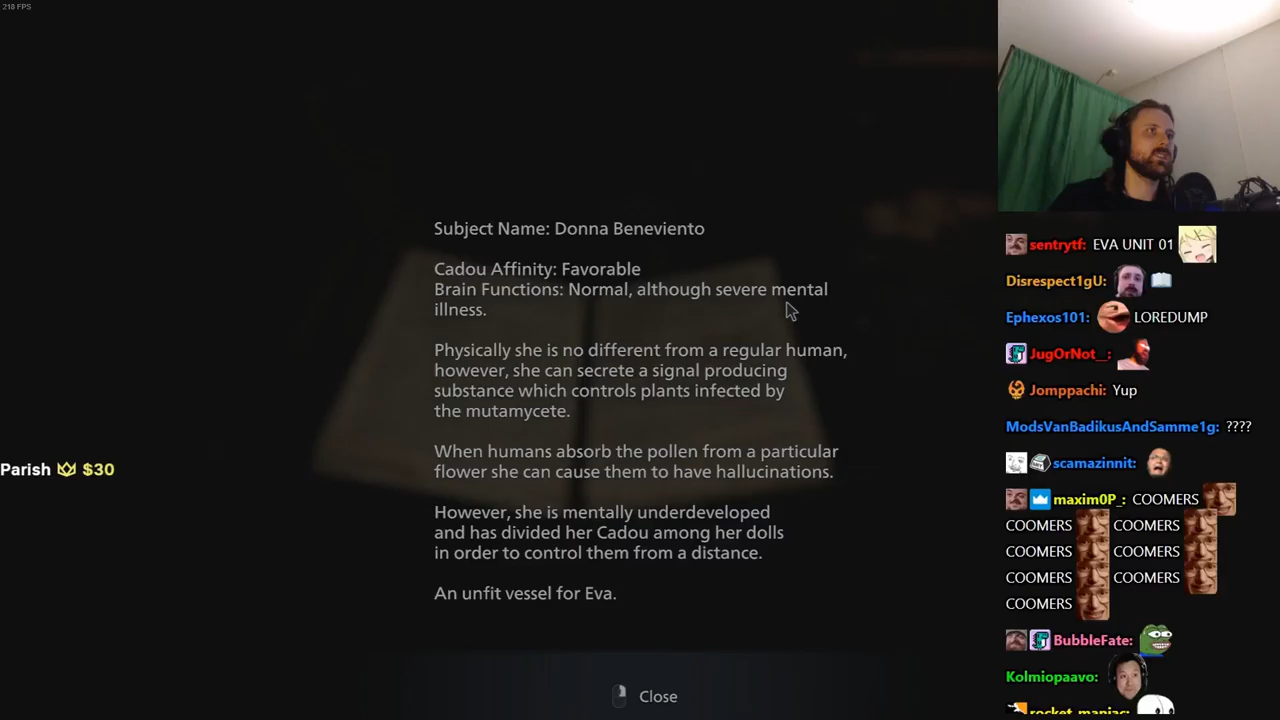 218 FPS
Subject Name: Donna Beneviento
Cadou Affinity: Favorable
Brain Functions: Normal, although severe mental
illness.
Physically she is no different from a regular human,
however, she can secrete a signal producing
substance which controls plants infected by
the mutamycete.
When humans absorb the pollen from a particular
flower she can cause them to have hallucinations.
However, she is mentally underdeveloped
and has divided her Cadou among her dolls
in order to control them from a distance.
An unfit vessel for Eva.
Close
Parish $30
sentrytf: EVA UNIT 01
Disrespect1gU:
Ephexos101: LOREDUMP
JugOrNot_:
Jomppachi: Yup
ModsVanBadikusAndSamme1g: ????
scamazinnit:
maxim0P_: COOMERS
COOMERS COOMERS
COOMERS COOMERS
COOMERS COOMERS
COOMERS
BubbleFate:
Kolmiopaavo:
rocket_maniac: